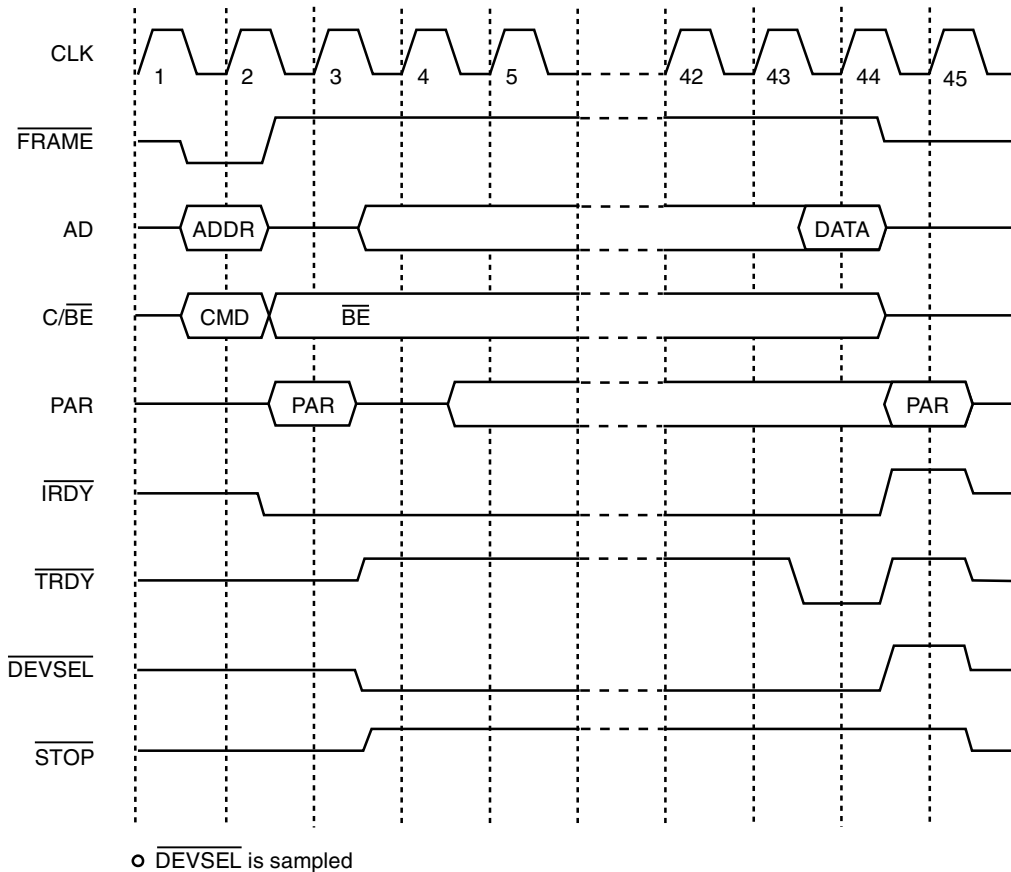 CLK
1 2 3 4 5 42 43 44 45
FRAME
AD ADDR DATA
C/BE CMD BE
PAR PAR PAR
IRDY
TRDY
DEVSEL
STOP
DEVSEL is sampled